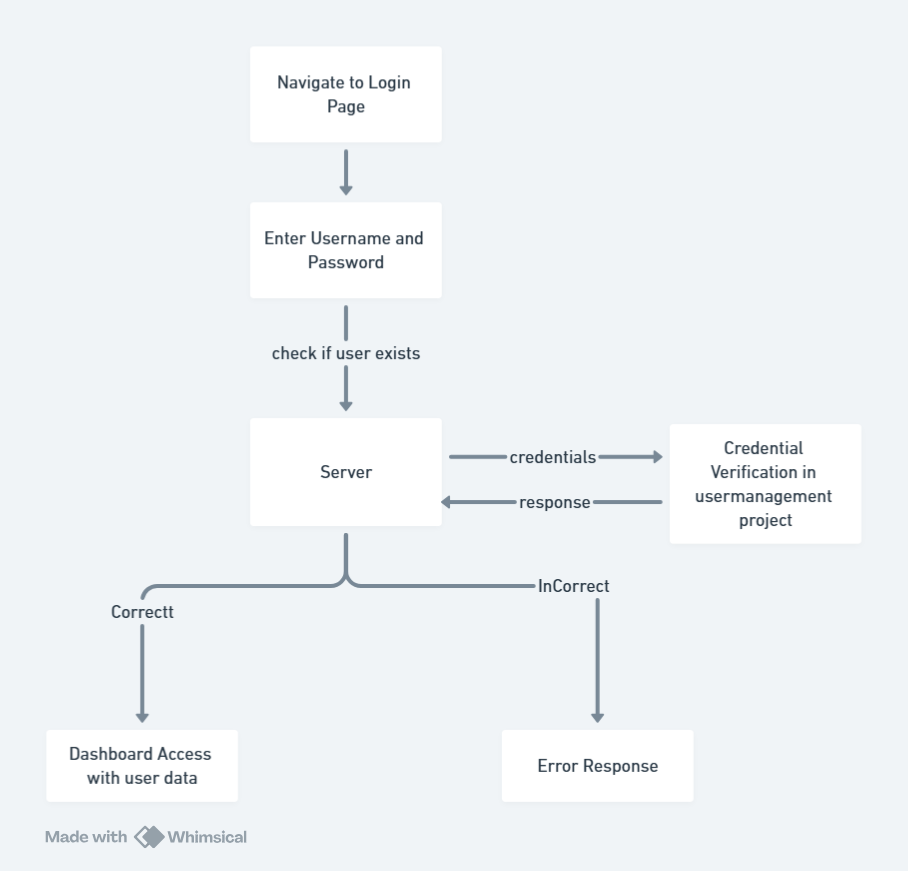 Navigate to Login
Page
Enter Username and
Password
check if user exists
Server
credentials
response
Credential
Verification in
usermanagement
project
Correctt
InCorrect
Dashboard Access
with user data
Error Response
Made with Whimsical